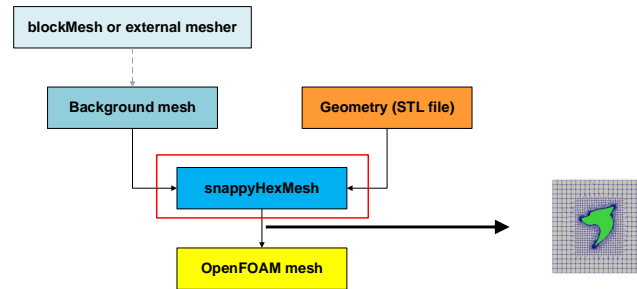 blockMesh or external mesher
Background mesh
Geometry (STL file)
snappyHexMesh
OpenFOAM mesh